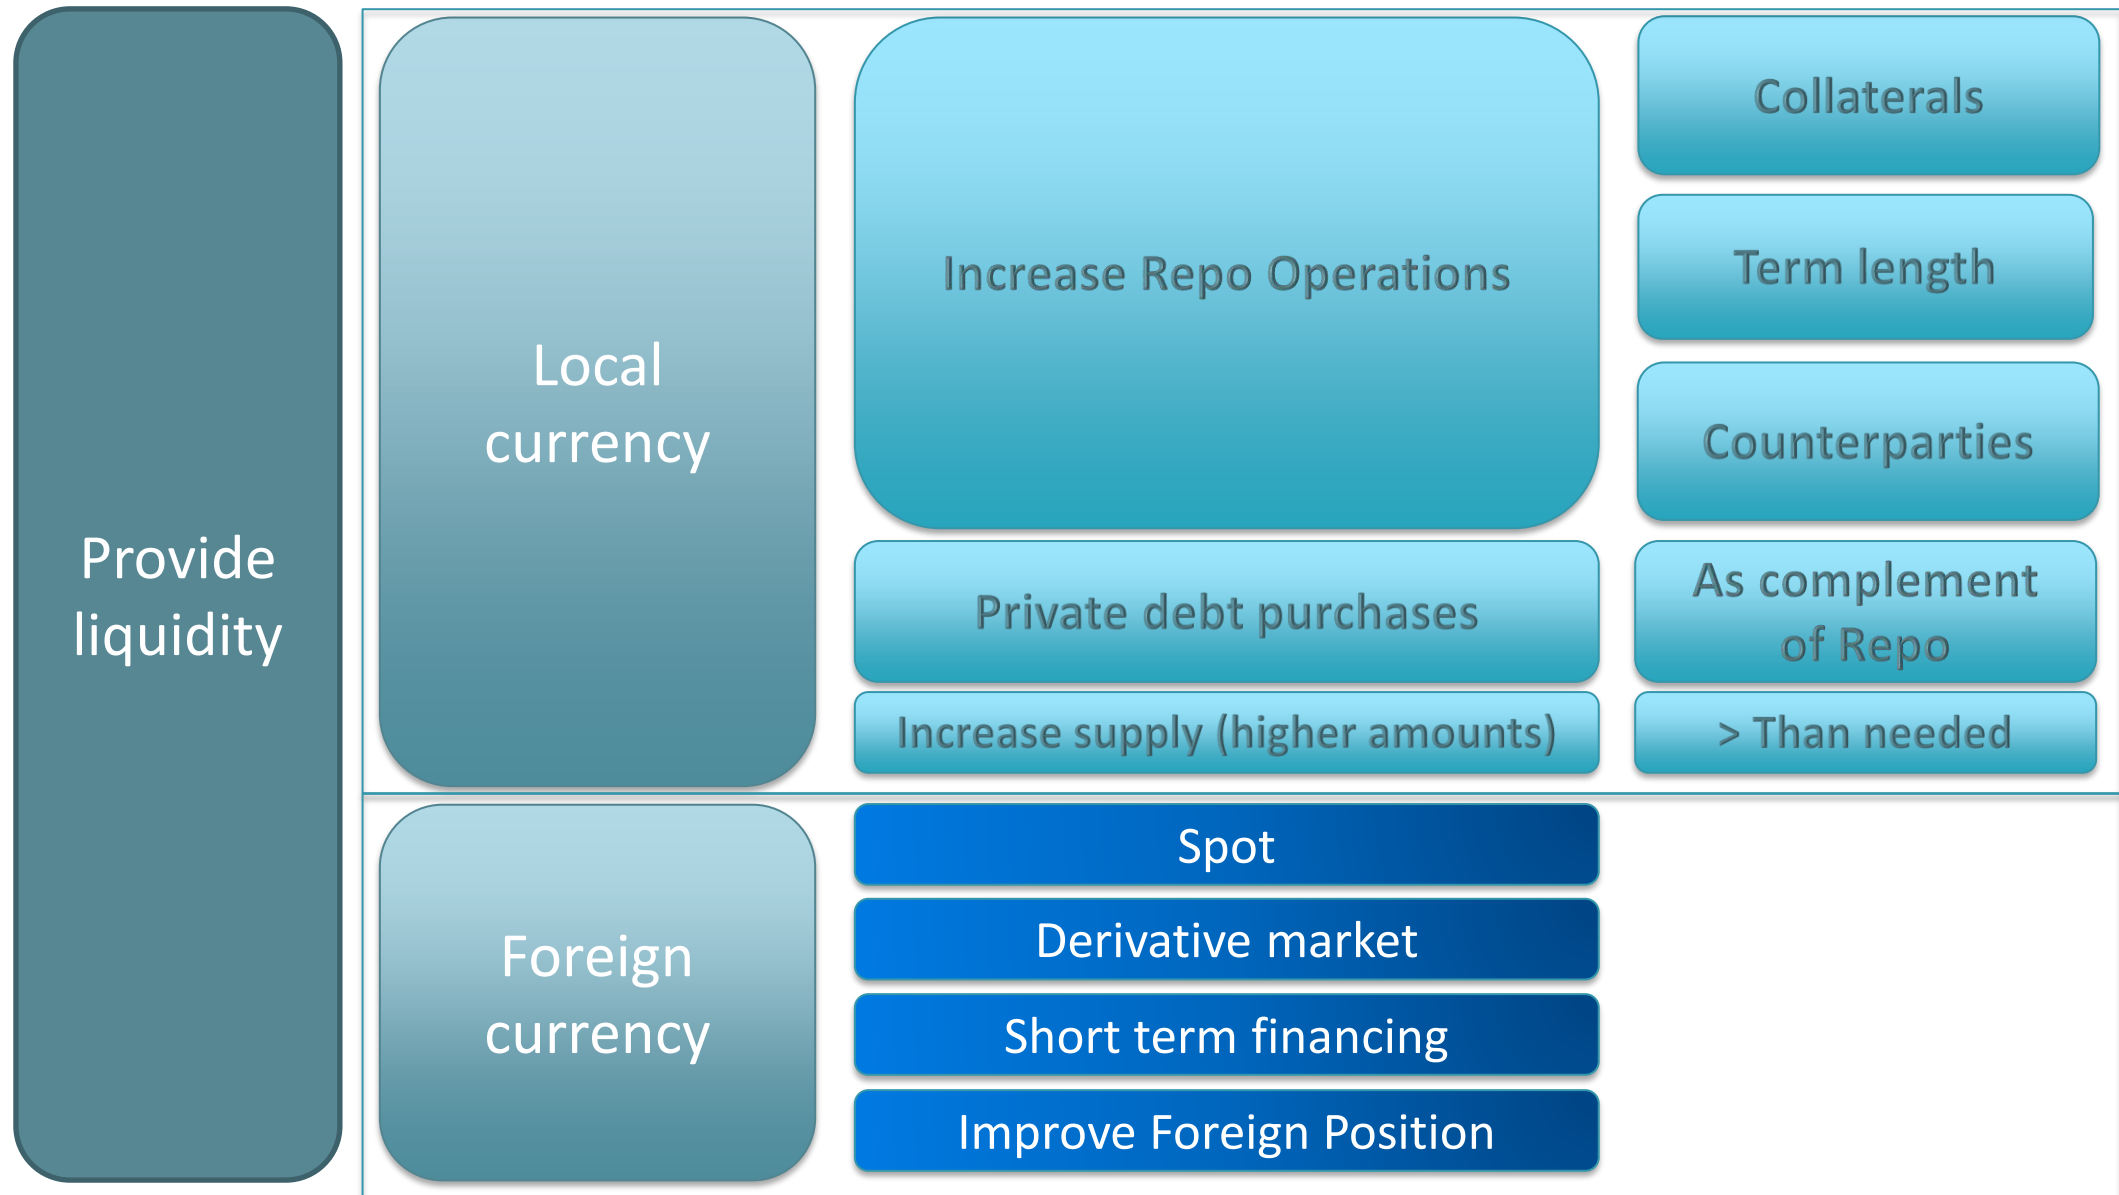 Provide
liquidity
Local
currency
Increase Repo Operations
Collaterals
Term length
Counterparties
Private debt purchases
As complement
of Repo
Increase supply (higher amounts)
> Than needed
Foreign
currency
Spot
Derivative market
Short term financing
Improve Foreign Position